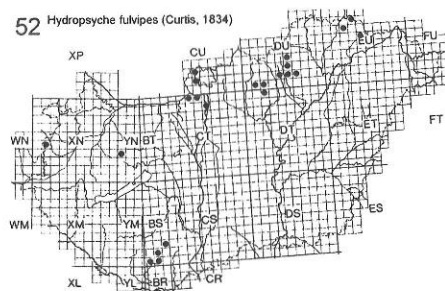 52 Hydropsyche fulvipes (Curtis, 1834)
XP CU DU EU FU
WN XN YN BT CT DT ET FT
WM XM YM BS CS DS ES
XL YL BR CR